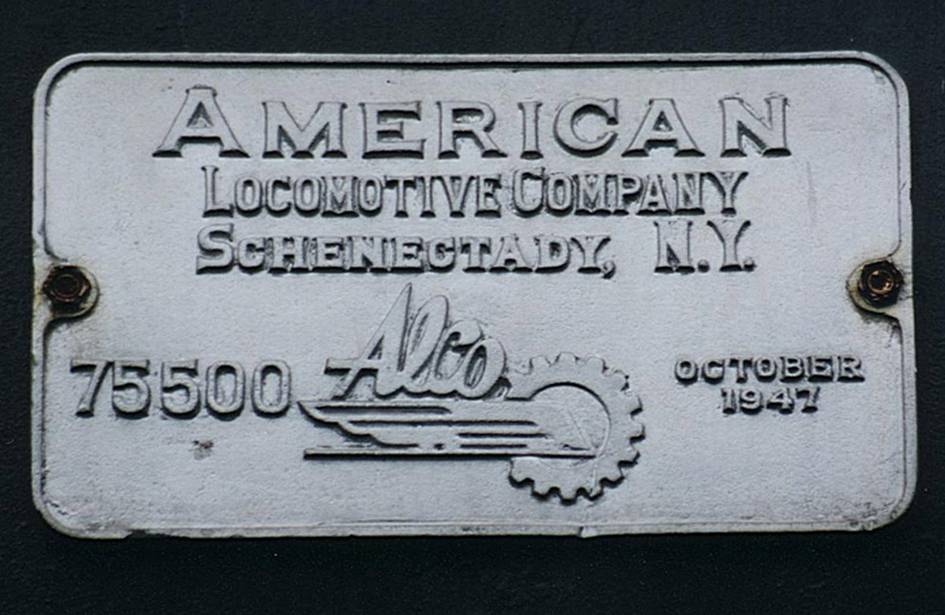 AMERICAN
LOCOMOTIVE COMPANY
SCHENECTADY, N.Y.
Alco
75500
OCTOBER
1947